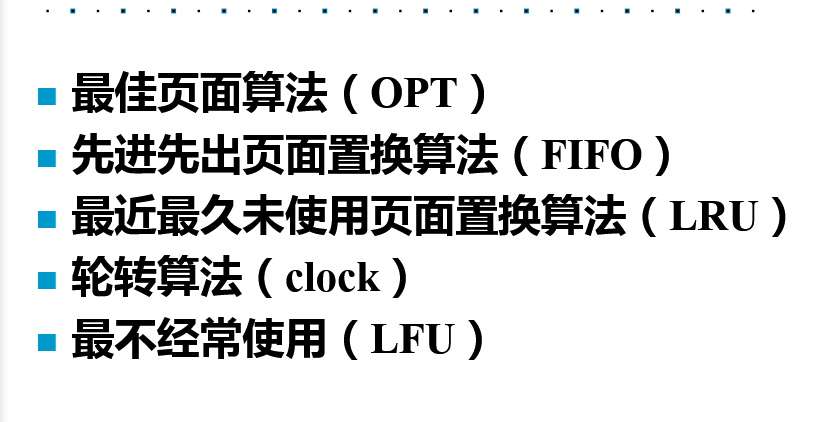 最佳页面算法（OPT）
先进先出页面置换算法（FIFO）
最近最久未使用页面置换算法（LRU）
轮转算法（clock）
最不经常使用（LFU）